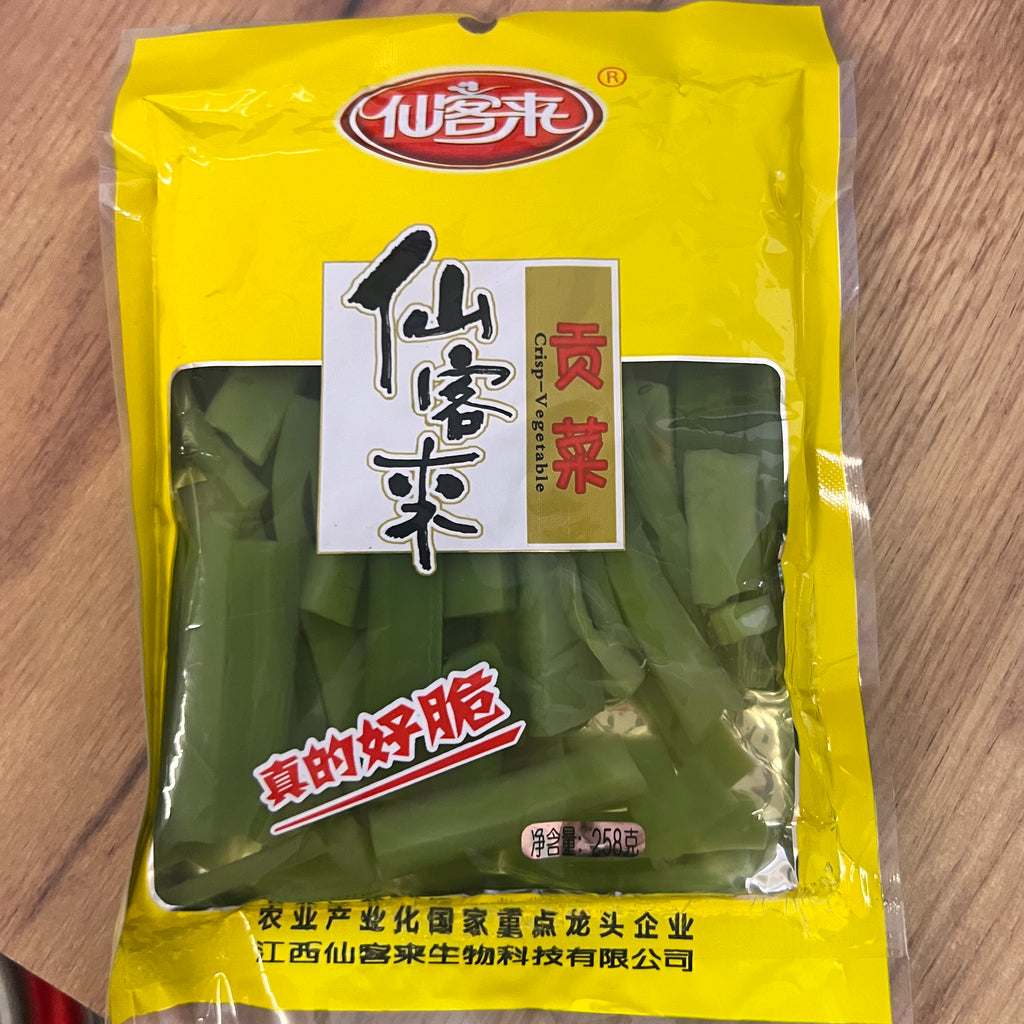 仙客来
®
仙客来
贡菜
Crisp-Vegetable
真的好脆
净含量:258克
农业产业化国家重点龙头企业
江西仙客来生物科技有限公司